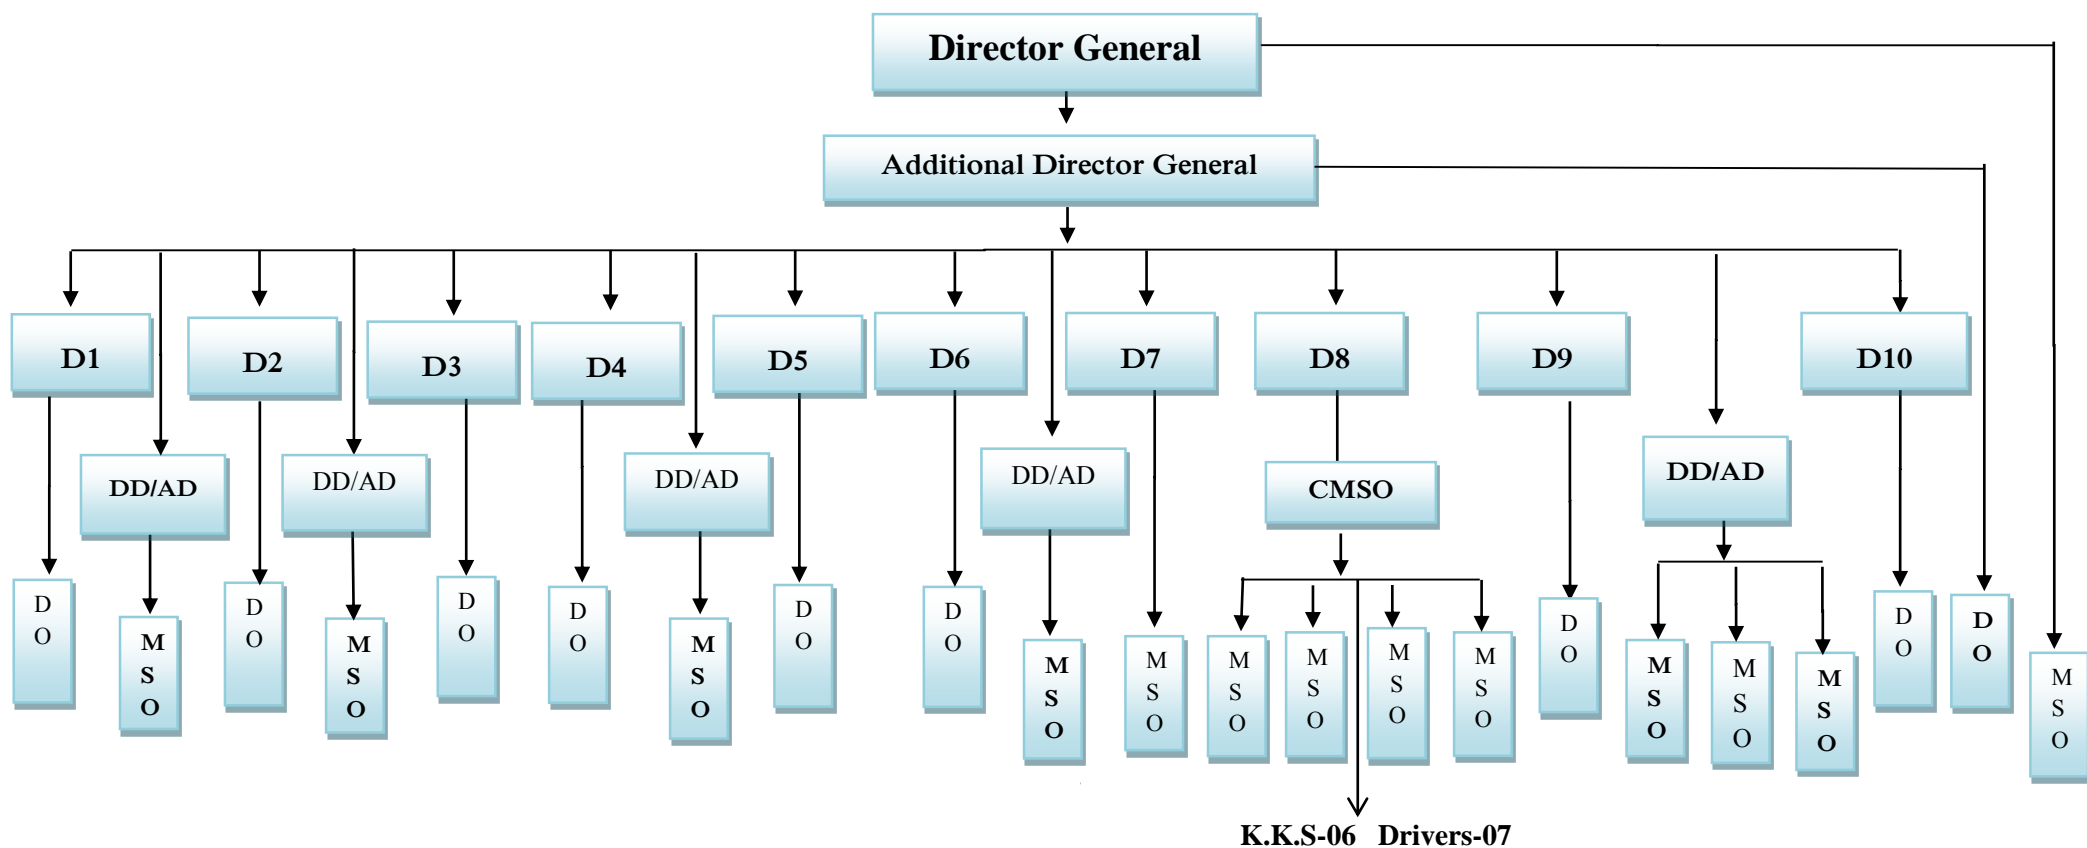 Director General
Additional Director General
D1
D2
D3
D4
D5
D6
D7
D8
D9
D10
DD/AD
DD/AD
DD/AD
DD/AD
CMSO
DD/AD
D
O
M
S
O
D
O
M
S
O
D
O
D
O
M
S
O
D
O
D
O
M
S
O
M
S
O
M
S
O
M
S
O
M
S
O
M
S
O
D
O
M
S
O
M
S
O
M
S
O
D
O
D
O
M
S
O
K.K.S-06 Drivers-07